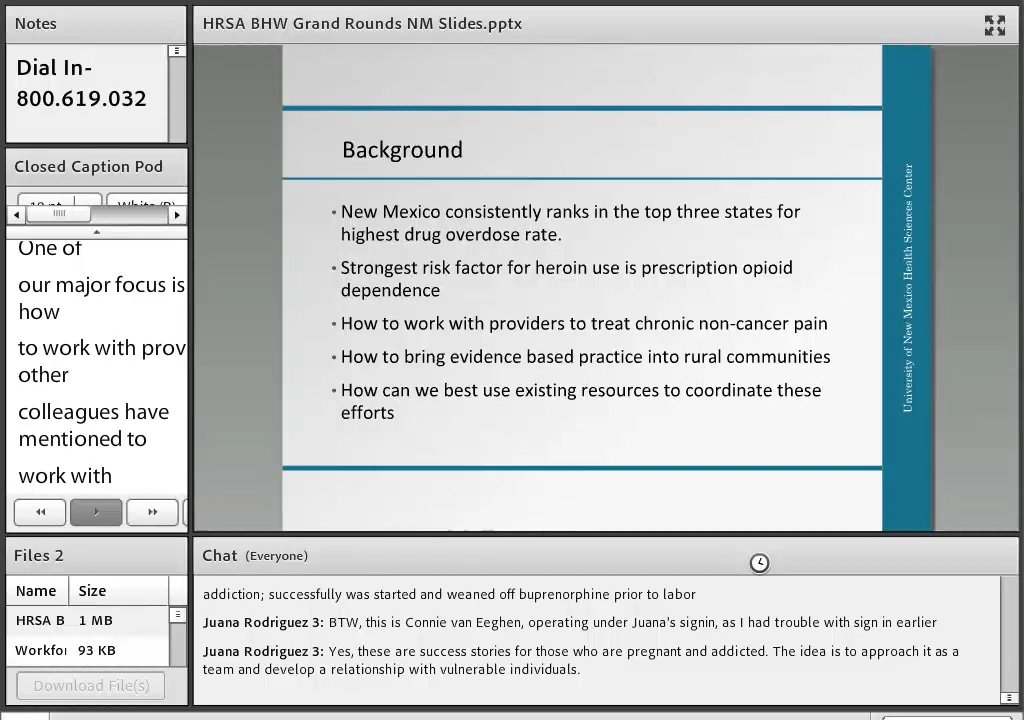 Notes
Dial In-
800.619.032
Closed Caption Pod
One of
our major focus is
how
to work with prov
other
colleagues have
mentioned to
work with
Files 2
Name Size
HRSA B 1 MB
Workfo 93 KB
Download File(s)
HRSA BHW Grand Rounds NM Slides.pptx
Background
• New Mexico consistently ranks in the top three states for
highest drug overdose rate.
• Strongest risk factor for heroin use is prescription opioid
dependence
• How to work with providers to treat chronic non-cancer pain
• How to bring evidence based practice into rural communities
• How can we best use existing resources to coordinate these
efforts
University of New Mexico Health Sciences Center
Chat (Everyone)
addiction; successfully was started and weaned off buprenorphine prior to labor
Juana Rodriguez 3: BTW, this is Connie van Eeghen, operating under Juana's signin, as I had trouble with sign in earlier
Juana Rodriguez 3: Yes, these are success stories for those who are pregnant and addicted. The idea is to approach it as a
team and develop a relationship with vulnerable individuals.